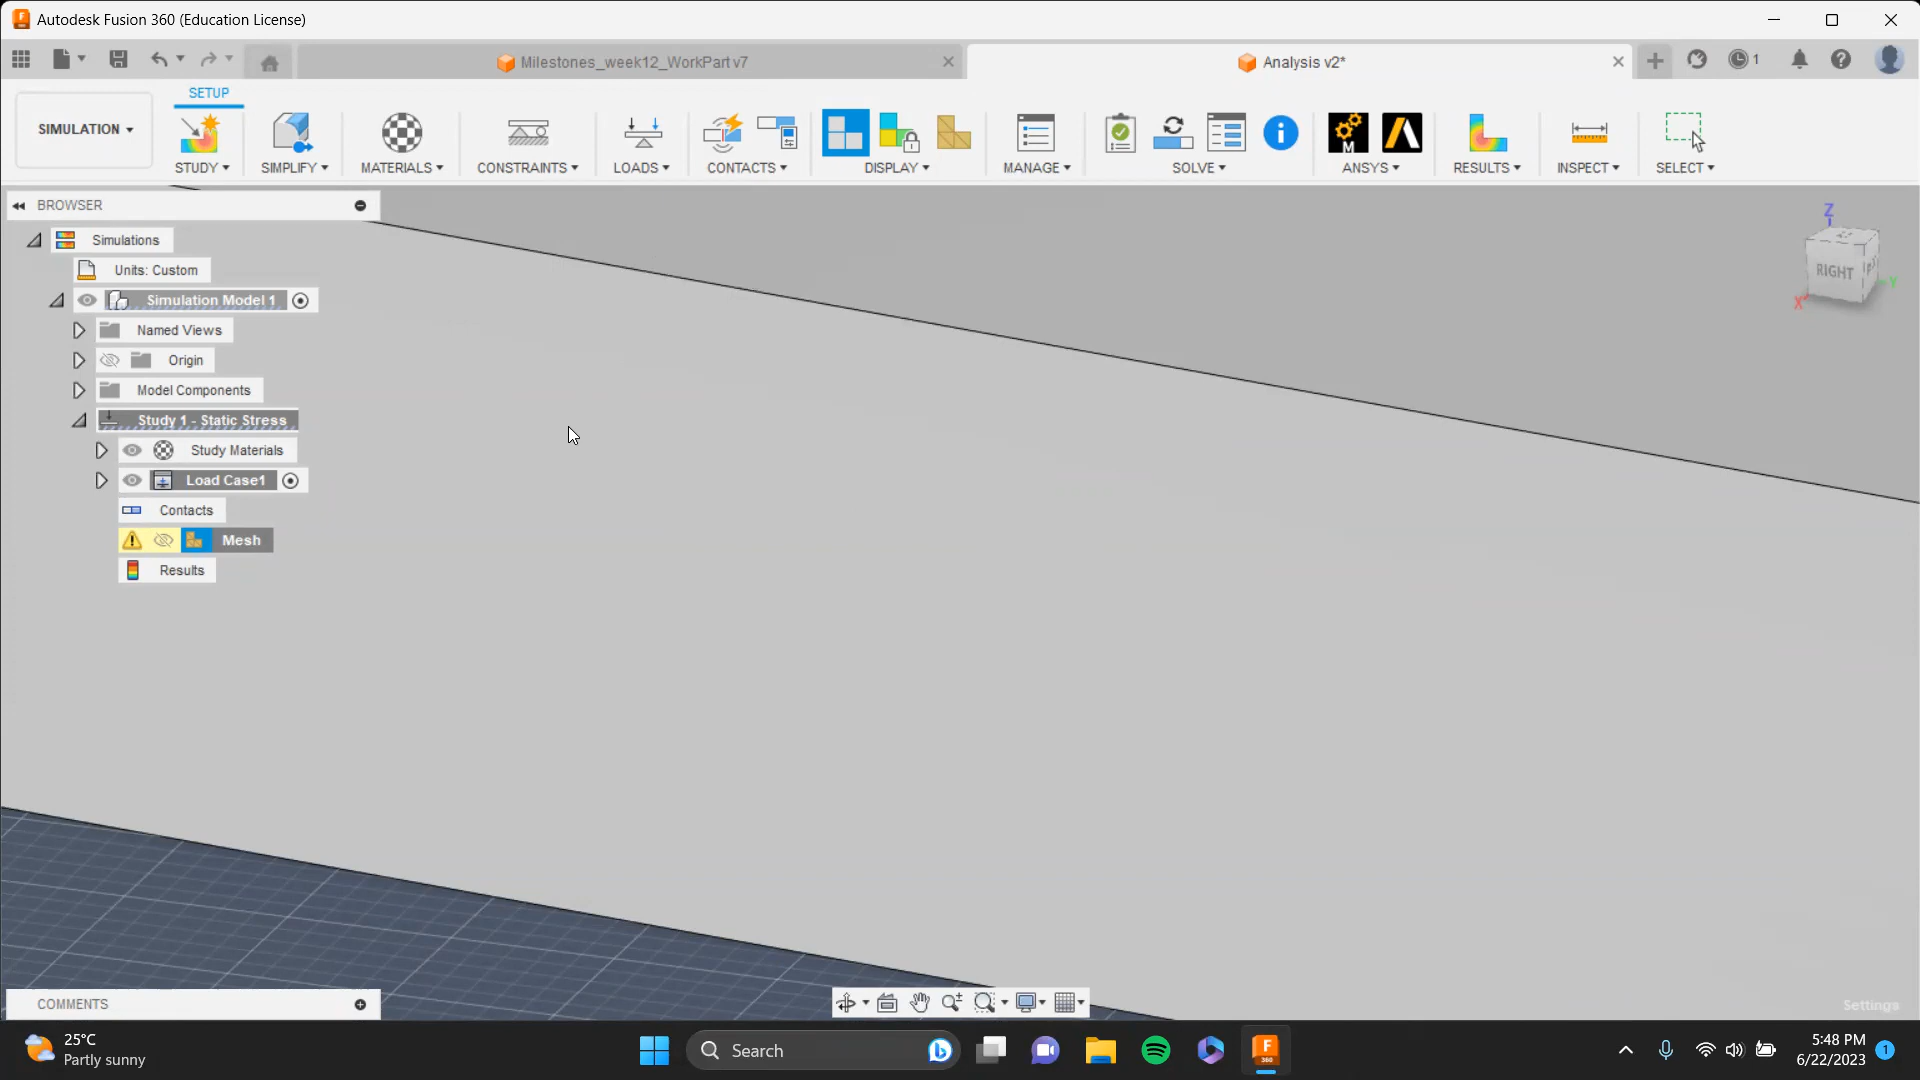 Autodesk Fusion 360 (Education License)
Milestones_week12_WorkPart v7
Analysis v2*
1
SIMULATION
SETUP
STUDY
SIMPLIFY
MATERIALS
CONSTRAINTS
LOADS
CONTACTS
DISPLAY
MANAGE
SOLVE
M
ANSYS
RESULTS
INSPECT
SELECT
BROWSER
Simulations
Units: Custom
Simulation Model 1
Named Views
Origin
Model Components
Study 1 - Static Stress
Study Materials
Load Case1
Contacts
Mesh
Results
Z
RIGHT
X
Y
COMMENTS
Settings
25°C
Partly sunny
Search
F
360
5:48 PM
6/22/2023
1